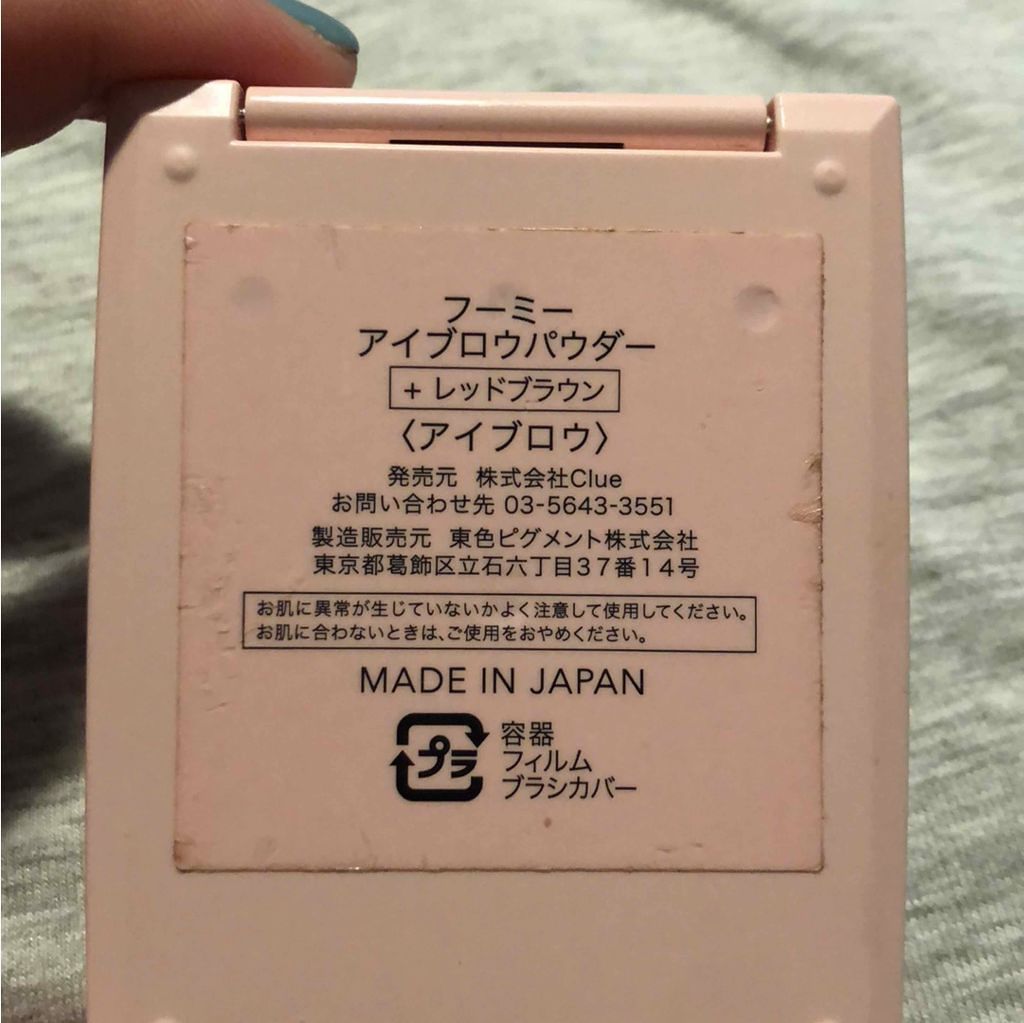 フーミー
アイブロウパウダー
+ レッドブラウン
〈アイブロウ〉
発売元 株式会社Clue
お問い合わせ先 03-5643-3551
製造販売元 東色ピグメント株式会社
東京都葛飾区立石六丁目37番14号
お肌に異常が生じていないかよく注意して使用してください。
お肌に合わないときは、ご使用をおやめください。
MADE IN JAPAN
プラ
容器
フィルム
ブラシカバー